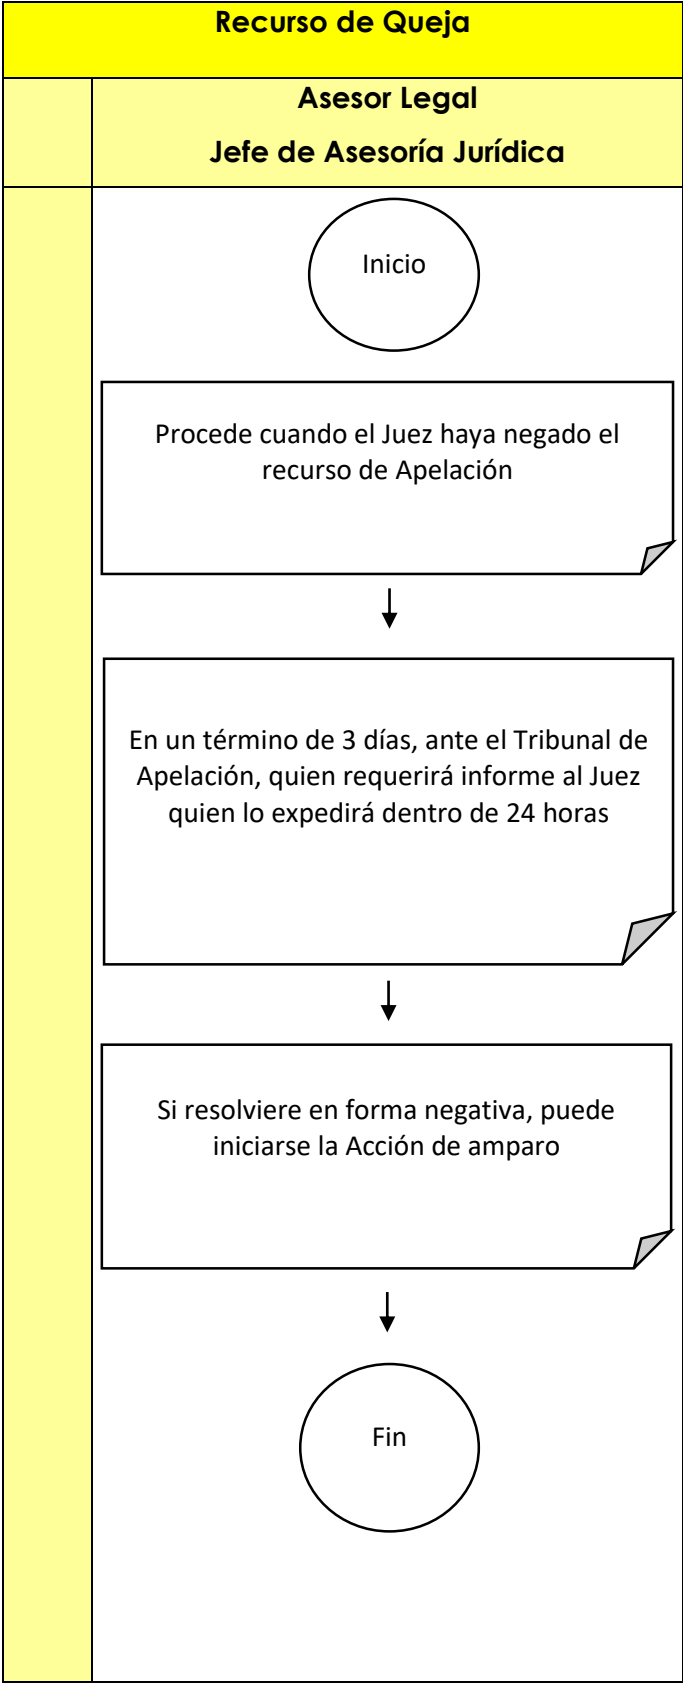 Recurso de Queja
Asesor Legal
Jefe de Asesoría Jurídica
Inicio
Procede cuando el Juez haya negado el
recurso de Apelación
En un término de 3 días, ante el Tribunal de
Apelación, quien requerirá informe al Juez
quien lo expedirá dentro de 24 horas
Si resolviere en forma negativa, puede
iniciarse la Acción de amparo
Fin